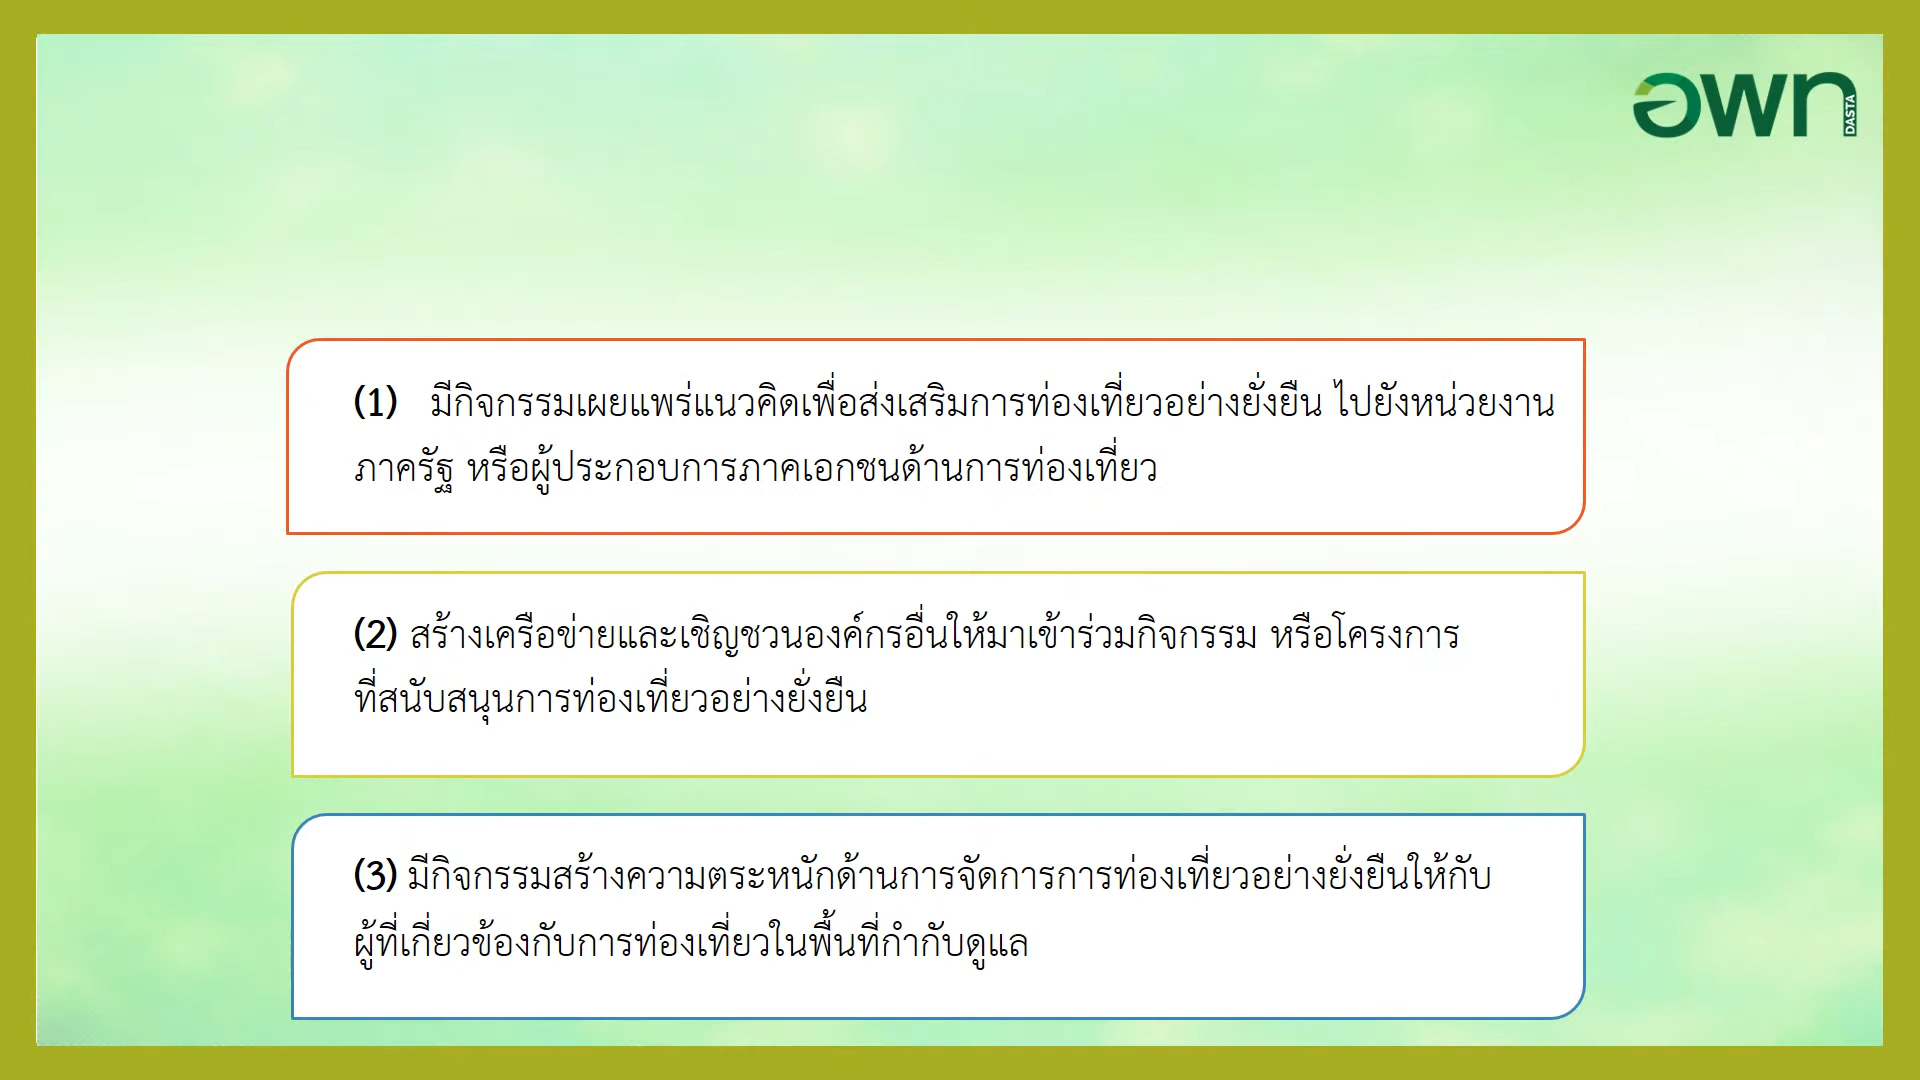 อพท
DASTA
(1) มีกิจกรรมเผยแพร่แนวคิดเพื่อส่งเสริมการท่องเที่ยวอย่างยั่งยืน ไปยังหน่วยงาน
ภาครัฐ หรือผู้ประกอบการภาคเอกชนด้านการท่องเที่ยว
(2) สร้างเครือข่ายและเชิญชวนองค์กรอื่นให้มาเข้าร่วมกิจกรรม หรือโครงการ
ที่สนับสนุนการท่องเที่ยวอย่างยั่งยืน
(3) มีกิจกรรมสร้างความตระหนักด้านการจัดการการท่องเที่ยวอย่างยั่งยืนให้กับ
ผู้ที่เกี่ยวข้องกับการท่องเที่ยวในพื้นที่กำกับดูแล